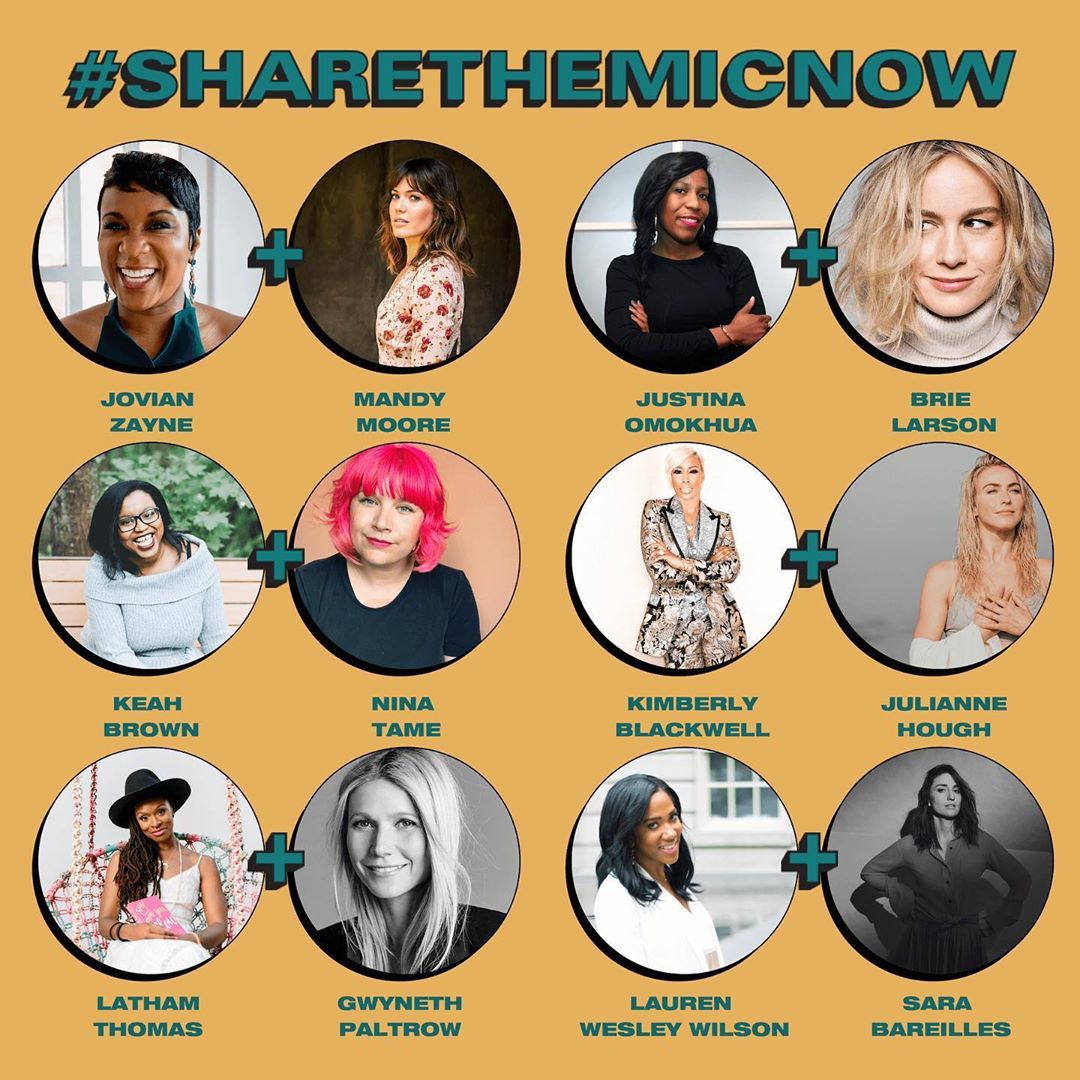 #SHARETHEMICNOW
JOVIAN
ZAYNE
MANDY
MOORE
JUSTINA
OMOKHUA
BRIE
LARSON
KEAH
BROWN
NINA
TAME
KIMBERLY
BLACKWELL
JULIANNE
HOUGH
LATHAM
THOMAS
GWYNETH
PALTROW
LAUREN
WESLEY WILSON
SARA
BAREILLES